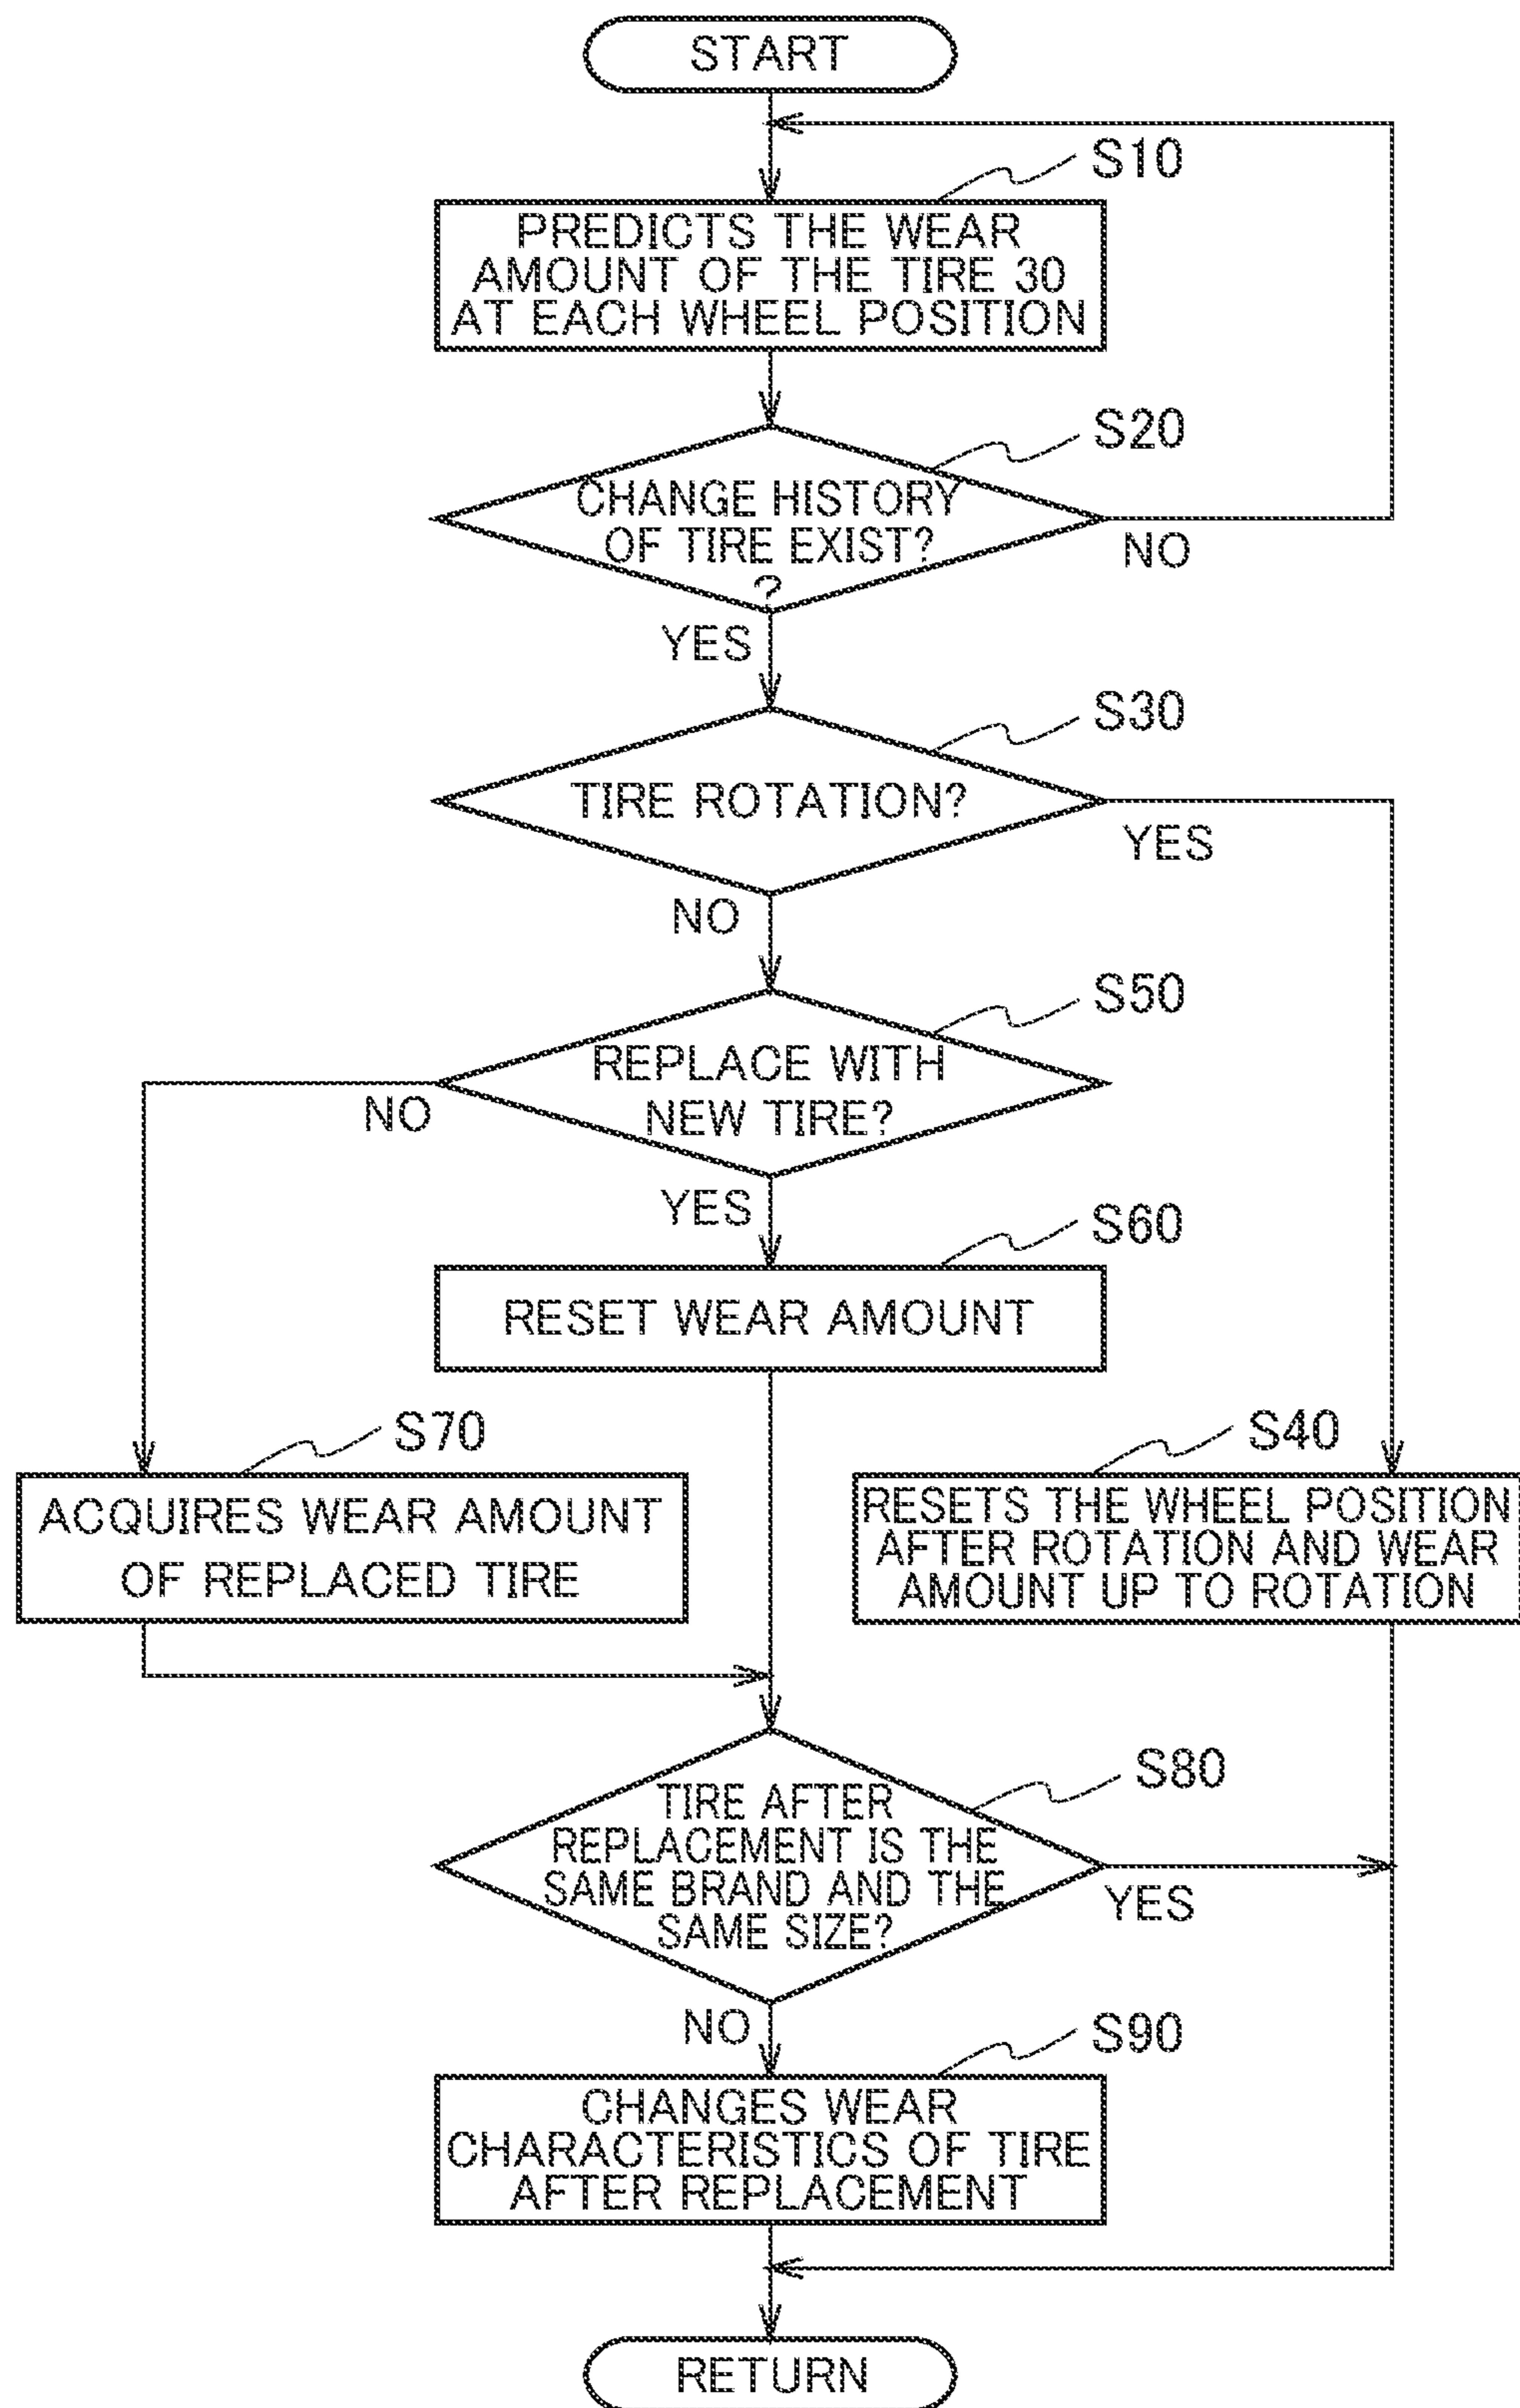 START
S10
PREDICTS THE WEAR
AMOUNT OF THE TIRE 30
AT EACH WHEEL POSITION
S20
CHANGE HISTORY
OF TIRE EXIST?
?
NO
YES
S30
TIRE ROTATION?
YES
NO
S50
REPLACE WITH
NEW TIRE?
NO
YES
S60
RESET WEAR AMOUNT
S70
ACQUIRES WEAR AMOUNT
OF REPLACED TIRE
S40
RESETS THE WHEEL POSITION
AFTER ROTATION AND WEAR
AMOUNT UP TO ROTATION
S80
TIRE AFTER
REPLACEMENT IS THE
SAME BRAND AND THE
SAME SIZE?
YES
NO
S90
CHANGES WEAR
CHARACTERISTICS OF TIRE
AFTER REPLACEMENT
RETURN